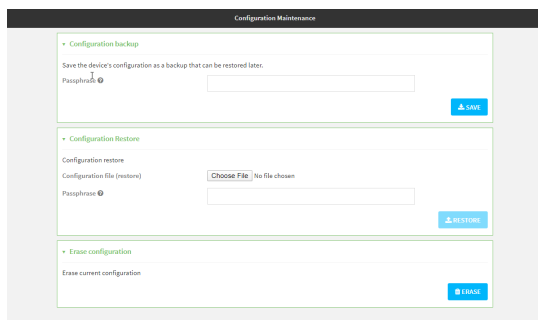 Configuration Maintenance
Configuration backup
Save the device's configuration as a backup that can be restored later.
Passphrase
SAVE
Configuration Restore
Configuration restore
Configuration file (restore)
Choose File No file chosen
Passphrase
RESTORE
Erase configuration
Erase current configuration
ERASE